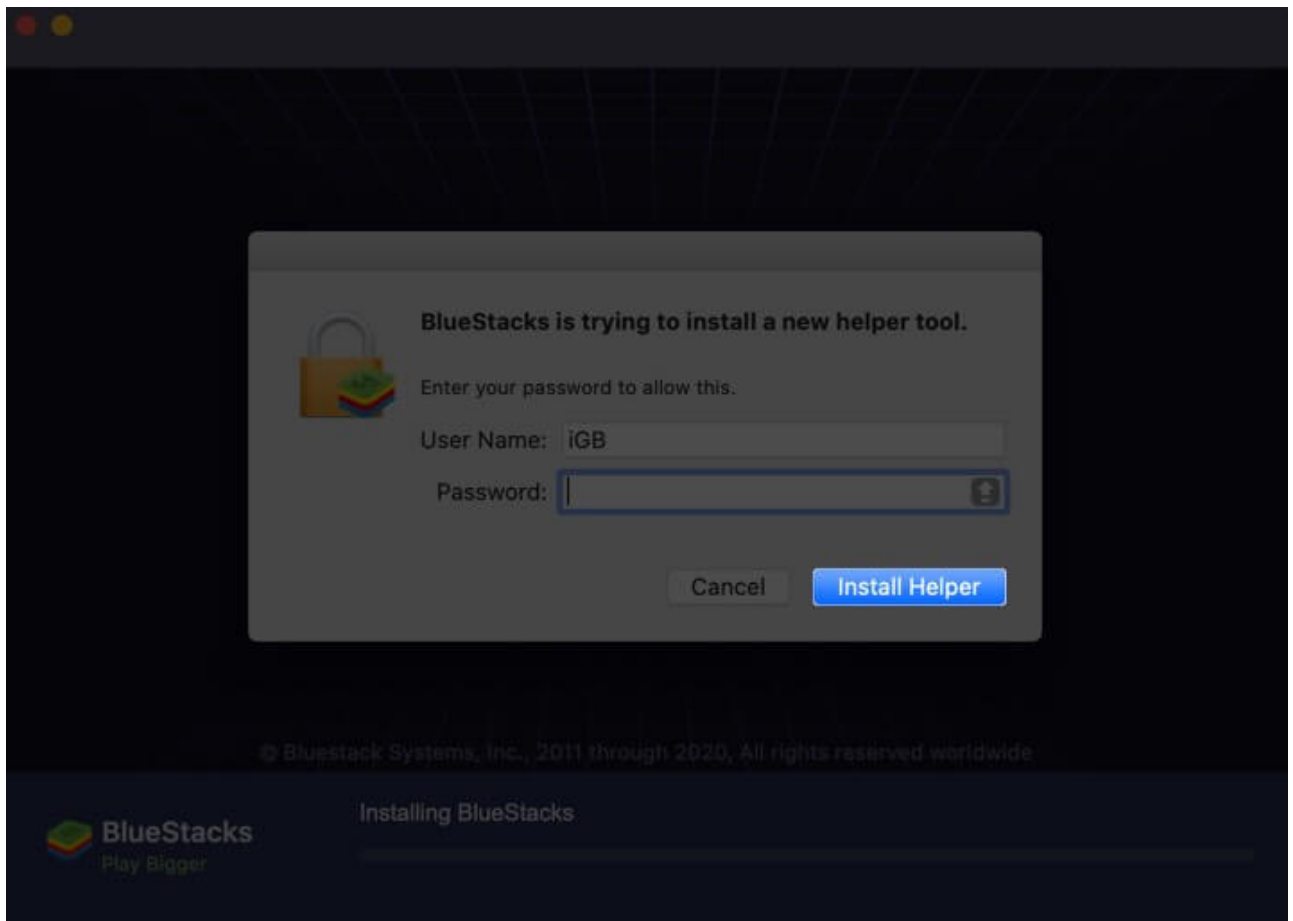 BlueStacks is trying to install a new helper tool.
Enter your password to allow this.
User Name: iGB
Password:
Cancel
Install Helper
© Bluestack Systems, Inc., 2011 through 2020, All rights reserved worldwide
Installing BlueStacks
BlueStacks
Play Bigger